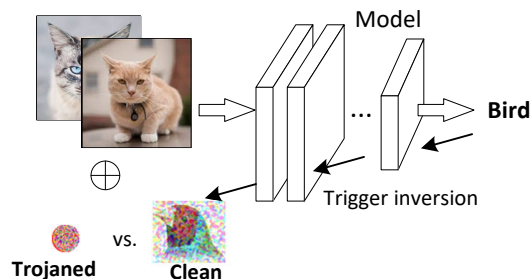 Model
...
Bird
Trigger inversion
vs.
Trojaned
Clean